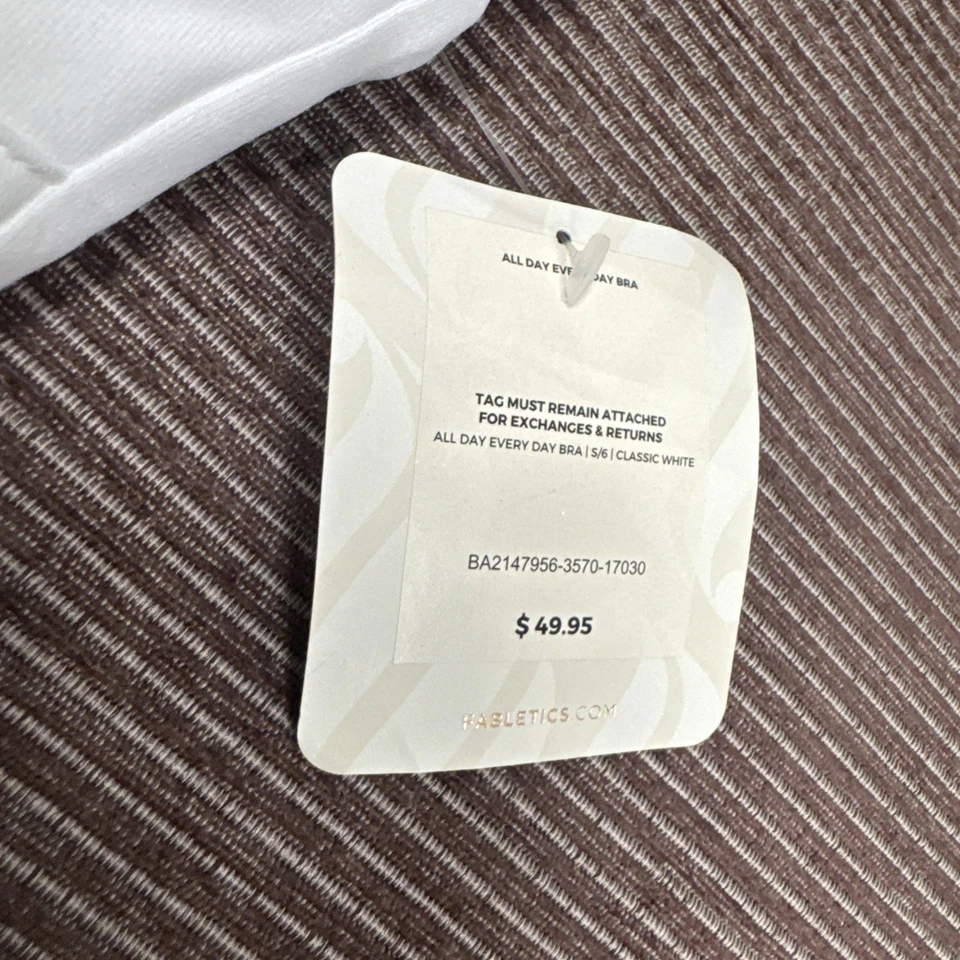 ALL DAY EVERY DAY BRA
TAG MUST REMAIN ATTACHED
FOR EXCHANGES & RETURNS
ALL DAY EVERY DAY BRA | S/6 | CLASSIC WHITE
BA2147956-3570-17030
$ 49.95
FABLETICS.COM